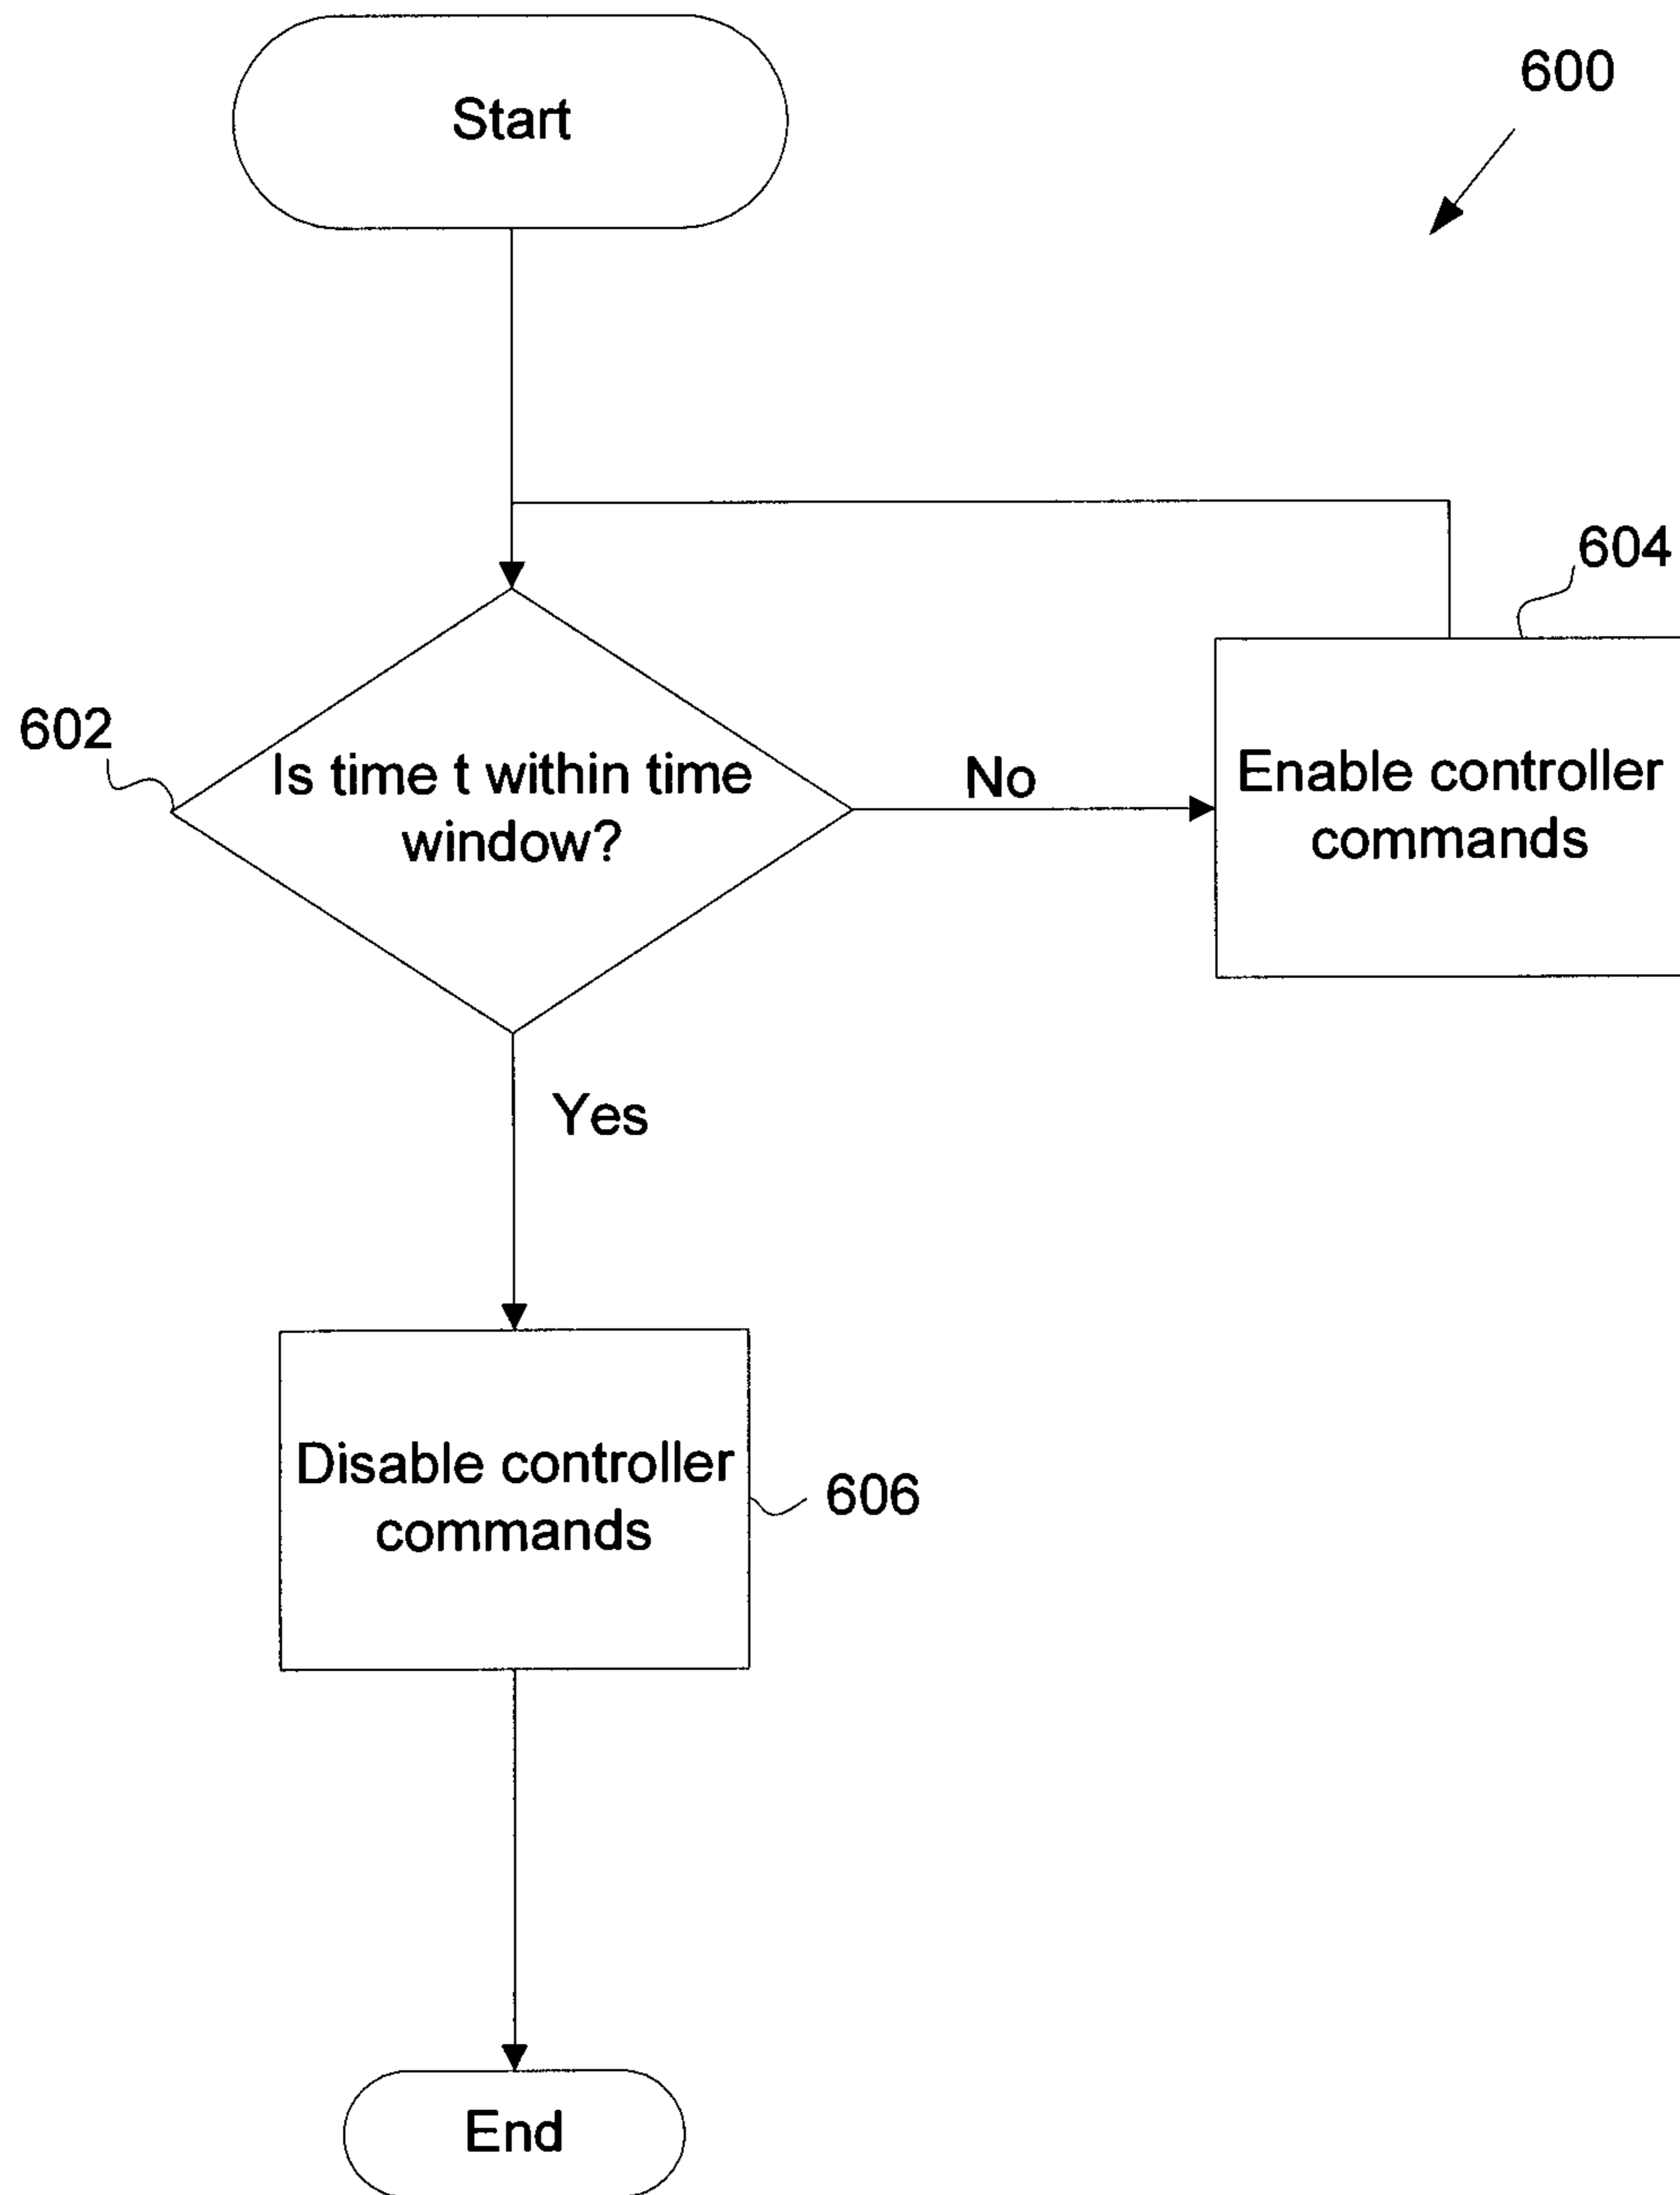 Start
600
604
602
Is time t within time
window?
No
Enable controller
commands
Yes
Disable controller
commands
606
End